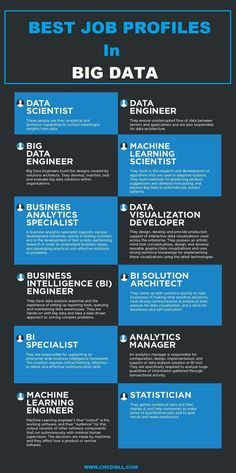 BEST JOB PROFILES
In
BIG DATA
DATA
SCIENTIST
These people use their analytical and
technical capabilities to extract meaningful
insights from data.
DATA
ENGINEER
They ensure uninterrupted flow of data between
servers and applications and are also responsible
for data architecture.
BIG
DATA
ENGINEER
Big Data Engineers build the designs created by
solutions architects. They develop, maintain, test
and evaluate big data solutions within
organisations.
MACHINE
LEARNING
SCIENTIST
They work in the research and development of
algorithms that are used in adaptive systems.
They build methods for predicting product
suggestions and demand forecasting, and
explore Big Data to automatically extract
patterns.
BUSINESS
ANALYTICS
SPECIALIST
A business analytics specialist supports various
development initiatives, assists in testing activities
and in the development of test scripts, performs
research in order to understand business issues,
and developing practical cost-effective solutions
to problems.
DATA
VISUALIZATION
DEVELOPER
They design, develop and provide production
support of interactive data visualizations used
across the enterprise. They possess an artistic
mind that conceptualizes, design, and develop
reusable graphic/data visualizations and uses
strong technical knowledge for implementing
these visualizations using the latest technologies.
BUSINESS
INTELLIGENCE (BI)
ENGINEER
They have data analysis expertise and the
experience of setting up reporting tools, querying
and maintaining data warehouses. They are
hands-on with big data and take a data driven
approach to solving complex problems.
BI SOLUTION
ARCHITECT
They come up with solutions quickly to help
businesses in making time sensitive decisions,
have strong communication & analytical skills,
passion for data visualization, and a drive for
excellence and self motivation.
BI
SPECIALIST
They are responsible for supporting an
enterprise wide business intelligence framework.
This position requires critical thinking, attention
to detail, and effective communication skills.
ANALYTICS
MANAGER
An analytics manager is responsible for
configuration, design, implementation, and
support of data analysis solution or BI tool.
They are specifically required to analyze huge
quantities of information gathered through
transactional activity.
MACHINE
LEARNING
ENGINEER
Machine Learning engineer's final "output" is the
working software, and their "audience" for this
output consists of other software components
that run autonomously with minimal human
supervision. The decisions are made by machines
and they affect how a product or service
behaves.
STATISTICIAN
They gather numerical data and then
display it, and help companies to make
sense of quantitative data and to spot
trends and make predictions.
WWW.CREDIBLL.COM